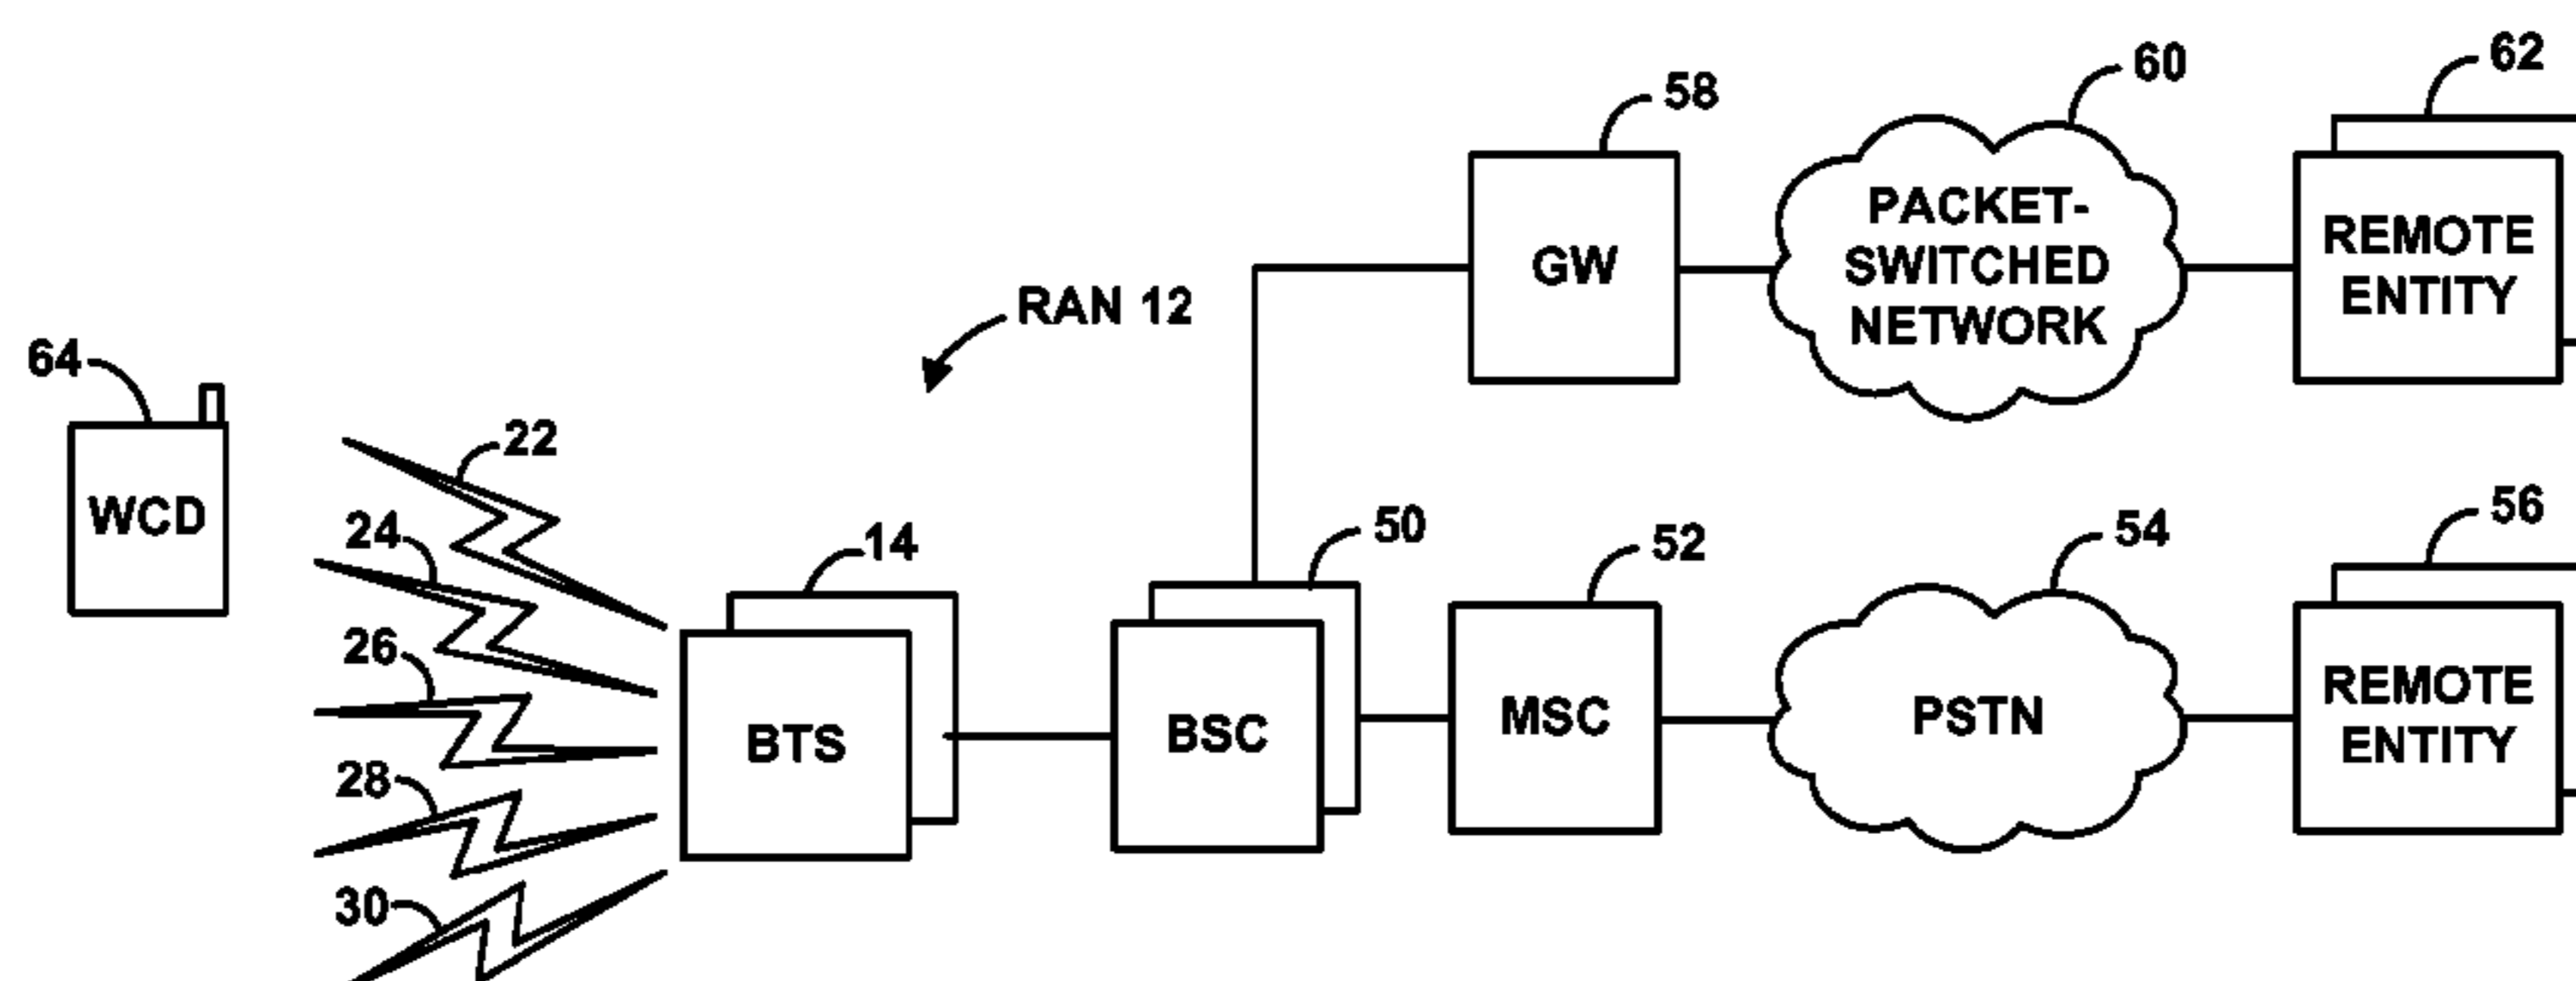 60
62
58
PACKET-
SWITCHED
NETWORK
REMOTE
ENTITY
GW
RAN 12
64
WCD
22
24
26
28
30
14
BTS
50
BSC
52
MSC
54
PSTN
56
REMOTE
ENTITY